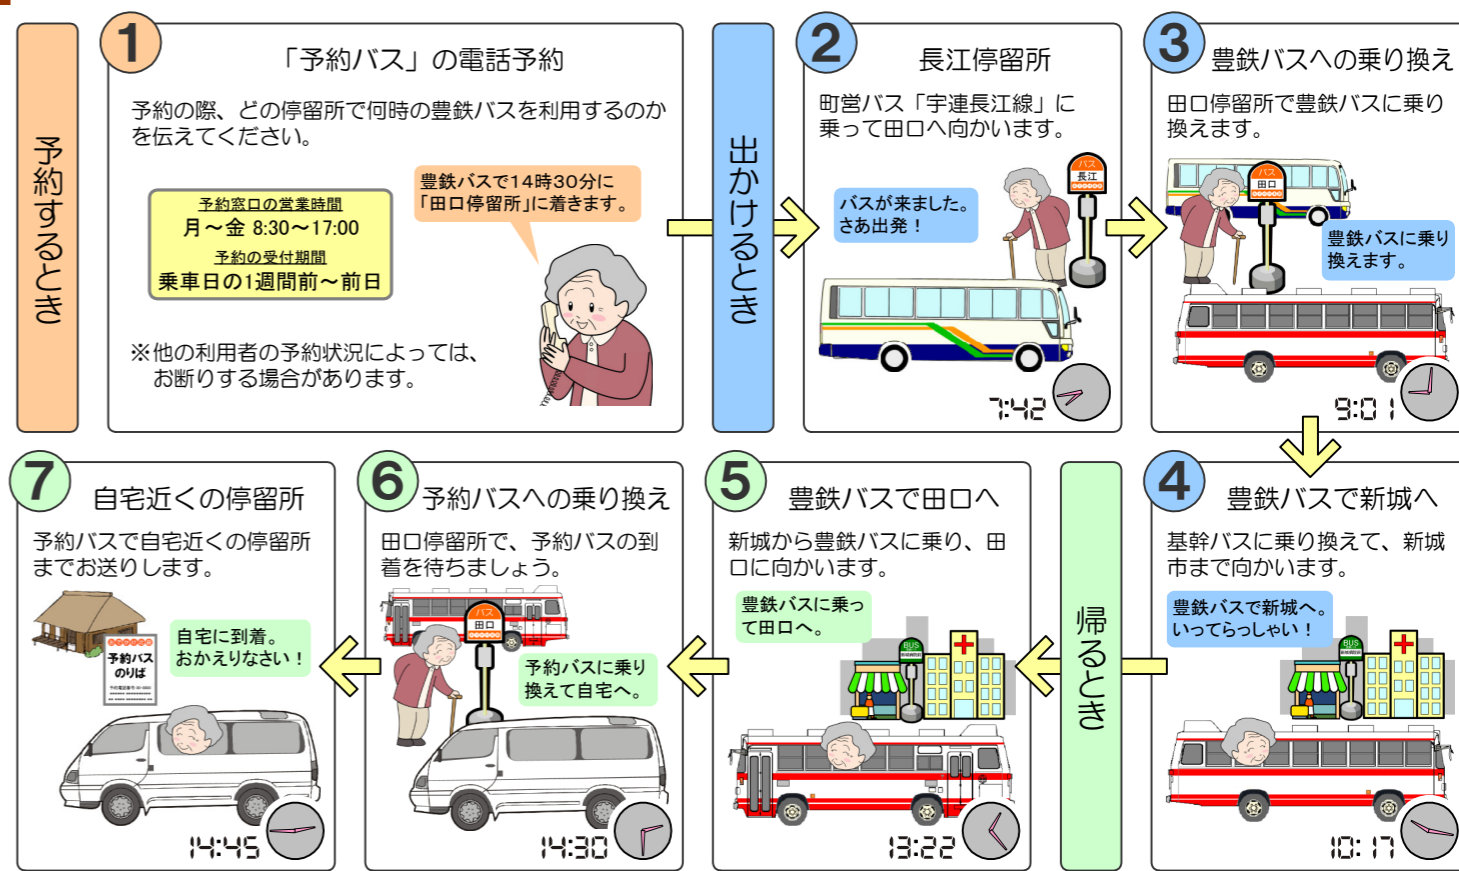 予約するとき
1
「予約バス」の電話予約
予約の際、どの停留所で何時の豊鉄バスを利用するのか
を伝えてください。
予約窓口の営業時間
月～金 8:30～17:00
予約の受付期間
乗車日の1週間前～前日
豊鉄バスで14時30分に
「田口停留所」に着きます。
※他の利用者の予約状況によっては、
お断りする場合があります。
出かけるとき
2
長江停留所
町営バス「宇連長江線」に
乗って田口へ向かいます。
バスが来ました。
さあ出発！
バス
長江
7:42
3
豊鉄バスへの乗り換え
田口停留所で豊鉄バスに乗り
換えます。
バス
田口
豊鉄バスに乗り
換えます。
9:01
4
豊鉄バスで新城へ
基幹バスに乗り換えて、新城
市まで向かいます。
豊鉄バスで新城へ。
いってらっしゃい！
BUS
10:17
帰るとき
5
豊鉄バスで田口へ
新城から豊鉄バスに乗り、田
口に向かいます。
豊鉄バスに乗っ
て田口へ。
BUS
13:22
6
予約バスへの乗り換え
田口停留所で、予約バスの到
着を待ちましょう。
バス
田口
予約バスに乗り
換えて自宅へ。
14:30
7
自宅近くの停留所
予約バスで自宅近くの停留所
までお送りします。
自宅に到着。
おかえりなさい！
予約バス
のりば
14:45